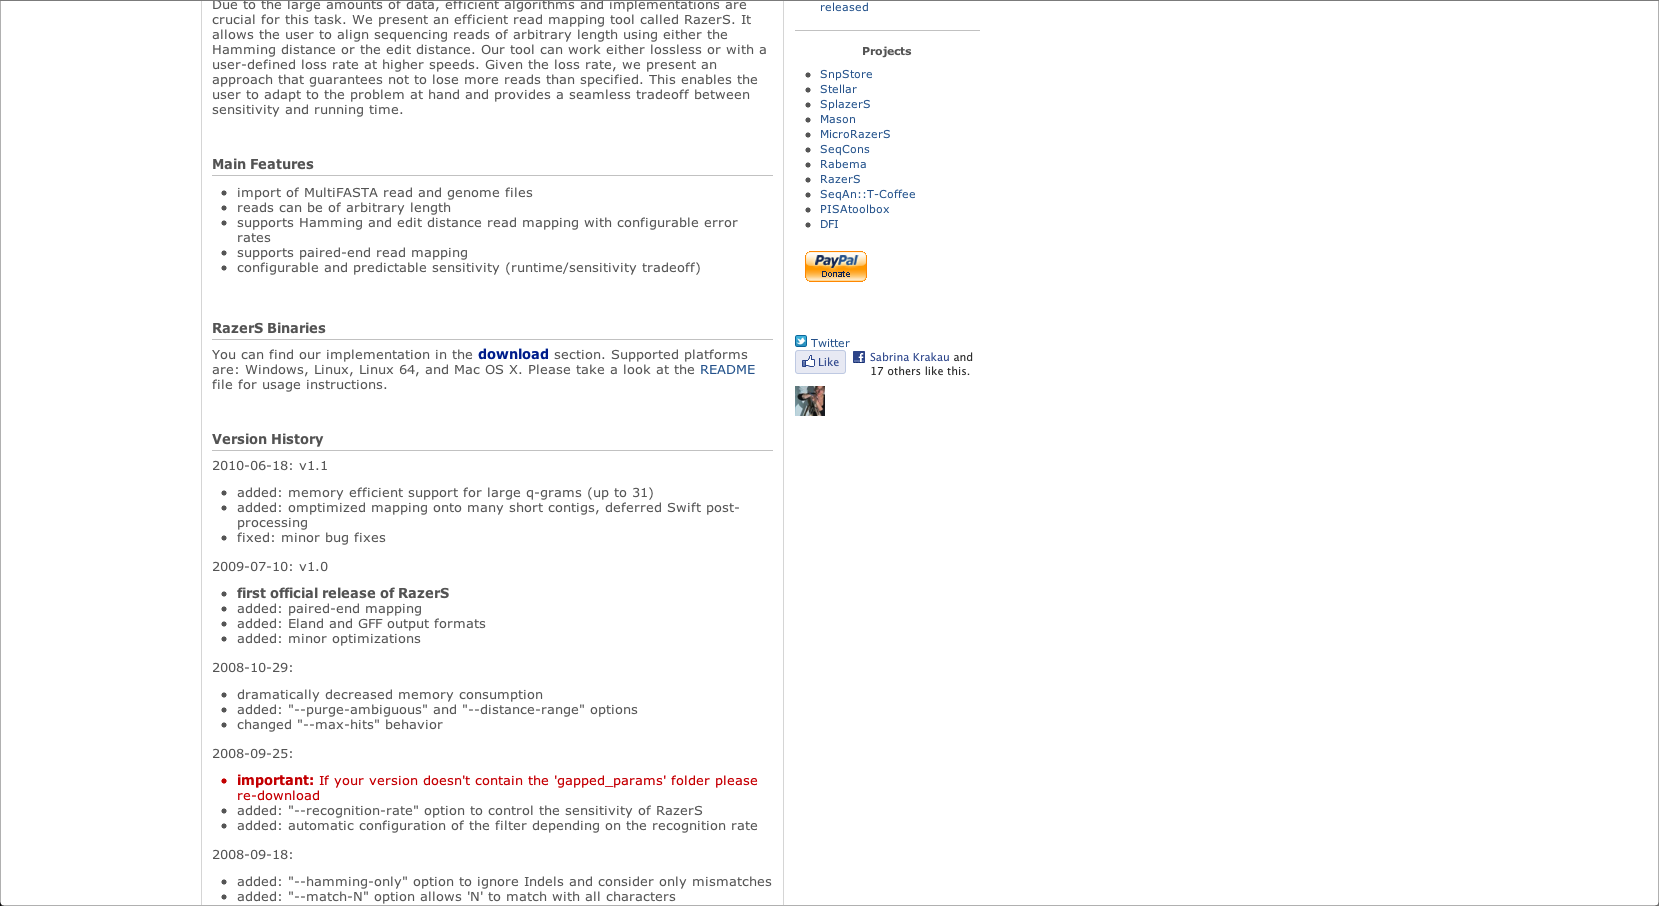 Due to the large amounts of data, efficient algorithms and implementations are
crucial for this task. We present an efficient read mapping tool called RazerS. It
allows the user to align sequencing reads of arbitrary length using either the
Hamming distance or the edit distance. Our tool can work either lossless or with a
user-defined loss rate at higher speeds. Given the loss rate, we present an
approach that guarantees not to lose more reads than specified. This enables the
user to adapt to the problem at hand and provides a seamless tradeoff between
sensitivity and running time.
Main Features
import of MultiFASTA read and genome files
reads can be of arbitrary length
supports Hamming and edit distance read mapping with configurable error
rates
supports paired-end read mapping
configurable and predictable sensitivity (runtime/sensitivity tradeoff)
RazerS Binaries
You can find our implementation in the download section. Supported platforms
are: Windows, Linux, Linux 64, and Mac OS X. Please take a look at the README
file for usage instructions.
Version History
2010-06-18: v1.1
added: memory efficient support for large q-grams (up to 31)
added: omptimized mapping onto many short contigs, deferred Swift post-
processing
fixed: minor bug fixes
2009-07-10: v1.0
first official release of RazerS
added: paired-end mapping
added: Eland and GFF output formats
added: minor optimizations
2008-10-29:
dramatically decreased memory consumption
added: "--purge-ambiguous" and "--distance-range" options
changed "--max-hits" behavior
2008-09-25:
important: If your version doesn't contain the 'gapped_params' folder please
re-download
added: "--recognition-rate" option to control the sensitivity of RazerS
added: automatic configuration of the filter depending on the recognition rate
2008-09-18:
added: "--hamming-only" option to ignore Indels and consider only mismatches
added: "--match-N" option allows 'N' to match with all characters
released
Projects
SnpStore
Stellar
SplazerS
Mason
MicroRazerS
SeqCons
Rabema
RazerS
SeqAn::T-Coffee
PISAtoolbox
DFI
PayPal
Donate
Twitter
Like
Sabrina Krakau and
17 others like this.